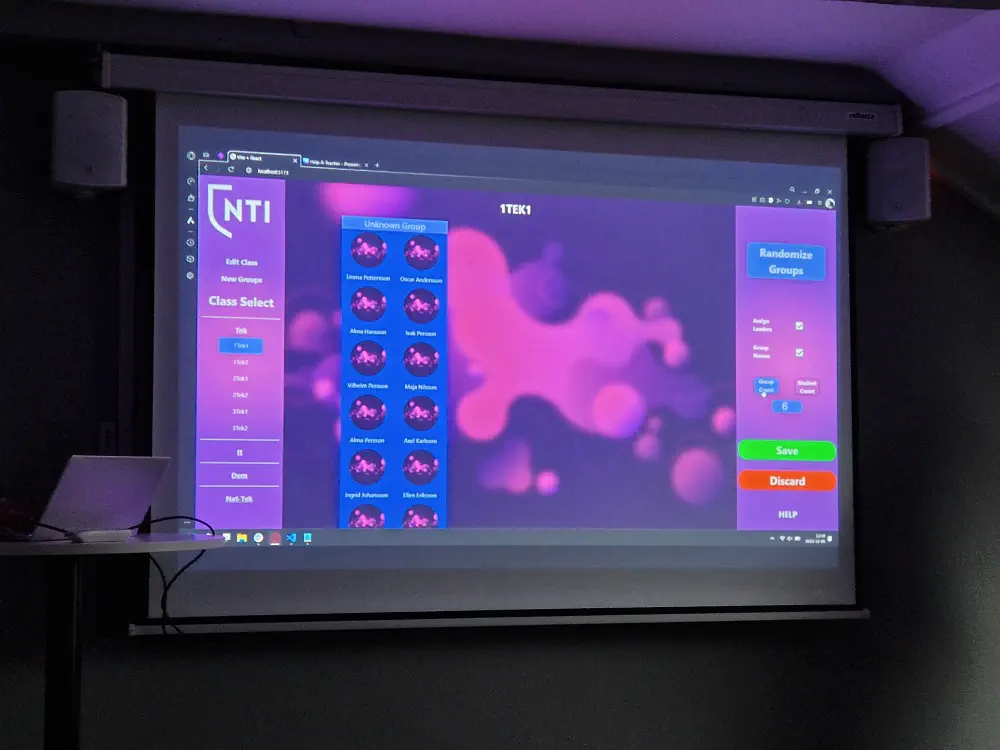 Vite + React
Help A Teacher - Present
localhost:5173
NTI
Edit Class
New Groups
Class Select
Tek
1Tek1
1Tek2
2Tek1
2Tek2
3Tek1
3Tek2
It
Dem
Nat-Tek
1TEK1
Unknown Group
Emma Pettersson
Oscar Andersson
Alma Hansson
Isak Persson
Vilhelm Persson
Maja Nilsson
Alma Persson
Axel Karlsson
Ingrid Johansson
Ellen Eriksson
Randomize
Groups
Assign
Leaders
Group
Names
Group
Count
Student
Count
6
Save
Discard
HELP